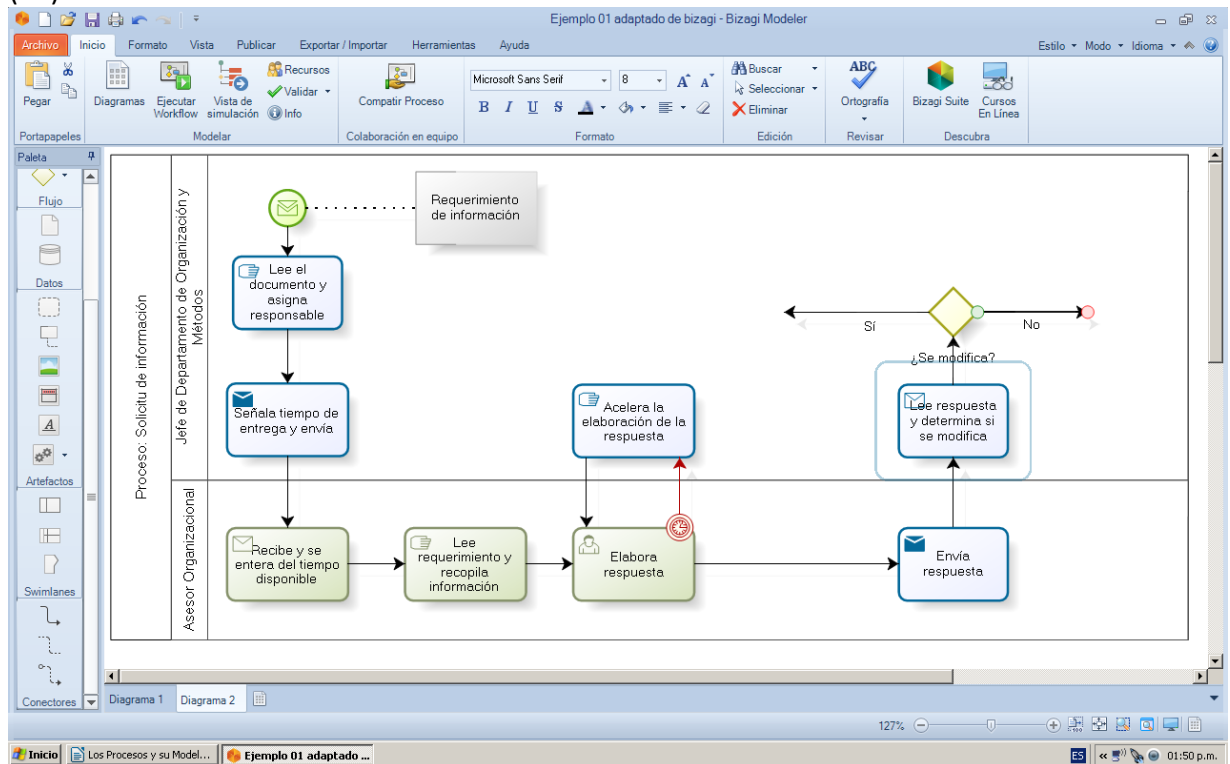 Ejemplo 01 adaptado de bizagi - Bizagi Modeler
Archivo Inicio Formato Vista Publicar Exportar / Importar Herramientas Ayuda
Estilo Modo Idioma
Pegar
Portapapeles
Diagramas
Ejecutar
Workflow
Vista de
simulación
Recursos
Validar
Info
Modelar
Compatir Proceso
Colaboración en equipo
Microsoft Sans Serif 8 A A
B I U S A
Formato
Buscar
Seleccionar
Eliminar
Edición
ABC
Ortografía
Revisar
Bizagi Suite
Cursos
En Línea
Descubra
Paleta
Flujo
Datos
A
Artefactos
Swimlanes
Conectores
Proceso: Solicitu de información
Jefe de Departamento de Organización y
Métodos
Asesor Organizacional
Requerimiento
de información
Lee el
documento y
asigna
responsable
Señala tiempo de
entrega y envía
Acelera la
elaboración de la
respuesta
Sí
No
¿Se modifica?
Lee respuesta
y determina si
se modifica
Recibe y se
entera del tiempo
disponible
Lee
requerimiento y
recopila
información
Elabora
respuesta
Envía
respuesta
Diagrama 1 Diagrama 2
127%
Inicio Los Procesos y su Model... Ejemplo 01 adaptado ... ES 01:50 p.m.